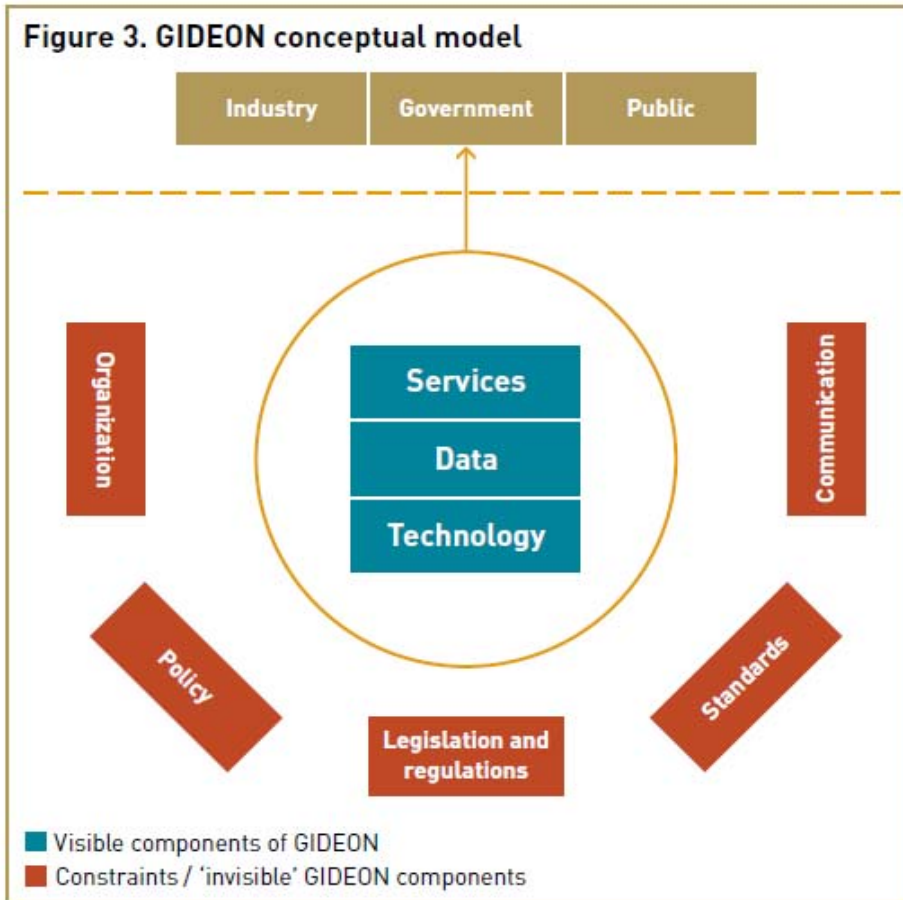 Figure 3. GIDEON conceptual model
Industry
Government
Public
Organization
Communication
Services
Data
Technology
Policy
Standards
Legislation and
regulations
Visible components of GIDEON
Constraints / ‘invisible’ GIDEON components